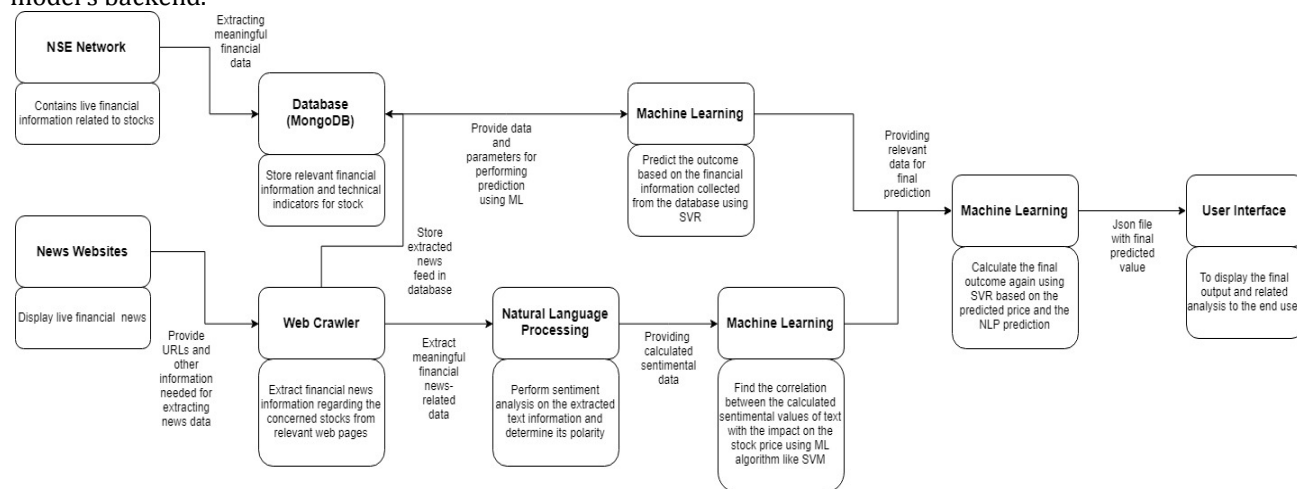 model's backend.
NSE Network
Contains live financial
information related to stocks
Extracting
meaningful
financial
data
Database
(MongoDB)
Store relevant financial
information and technical
indicators for stock
Provide data
and
parameters for
performing
prediction
using ML
Machine Learning
Predict the outcome
based on the financial
information collected
from the database using
SVR
Providing
relevant
data for
final
prediction
News Websites
Display live financial news
Provide
URLs and
other
information
needed for
extracting
news data
Web Crawler
Extract financial news
information regarding the
concerned stocks from
relevant web pages
Store
extracted
news
feed in
database
Extract
meaningful
financial
news-
related
data
Natural Language
Processing
Perform sentiment
analysis on the extracted
text information and
determine its polarity
Providing
calculated
sentimental
data
Machine Learning
Find the correlation
between the calculated
sentimental values of text
with the impact on the
stock price using ML
algorithm like SVM
Machine Learning
Calculate the final
outcome again using
SVR based on the
predicted price and the
NLP prediction
Json file
with final
predicted
value
User Interface
To display the final
output and related
analysis to the end use